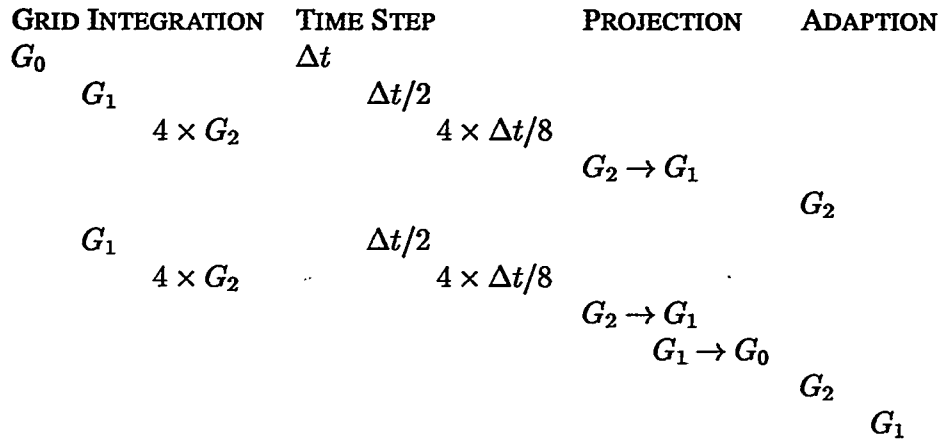 GRID INTEGRATION TIME STEP PROJECTION ADAPTION
G₀ Δt
G₁ Δt/2
4 × G₂ 4 × Δt/8
G₂ → G₁
G₂
G₁ Δt/2
4 × G₂ 4 × Δt/8
G₂ → G₁
G₁ → G₀
G₂
G₁